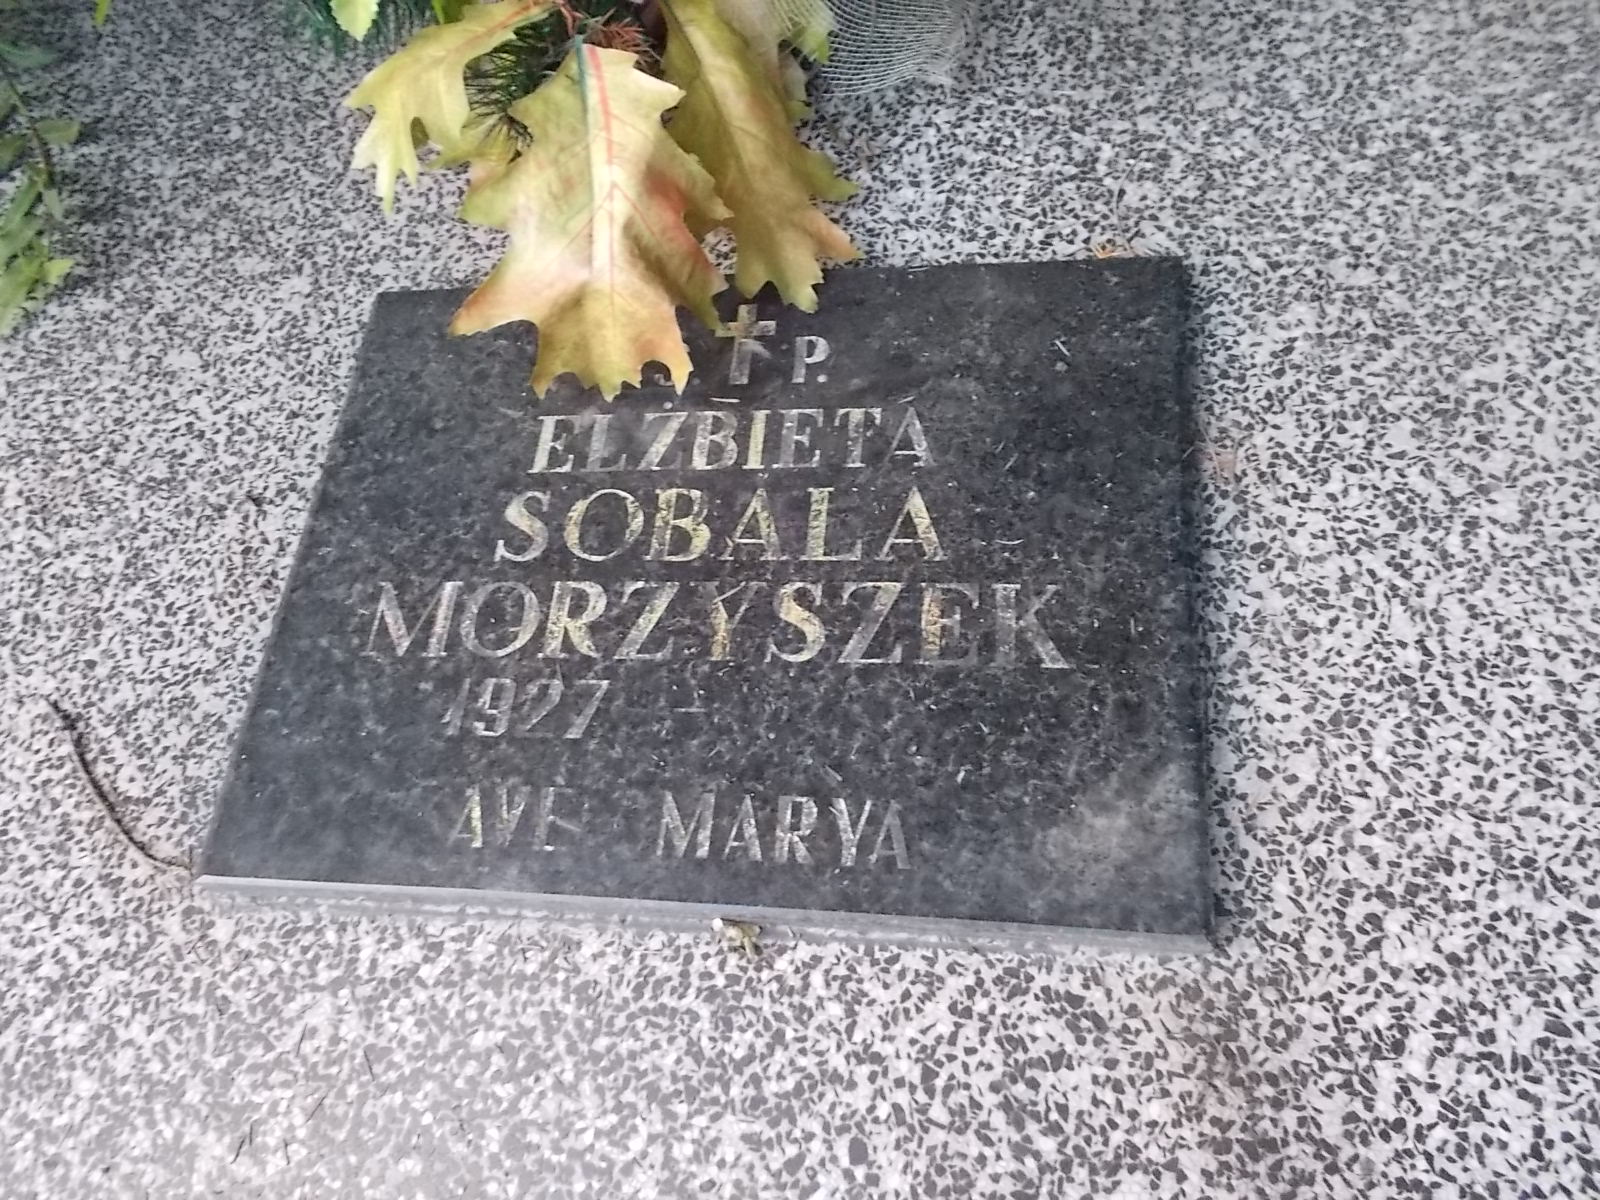 Ś. P.
ELŻBIETA
SOBALA
MORZYSZEK
1927 –
AVE MARYA